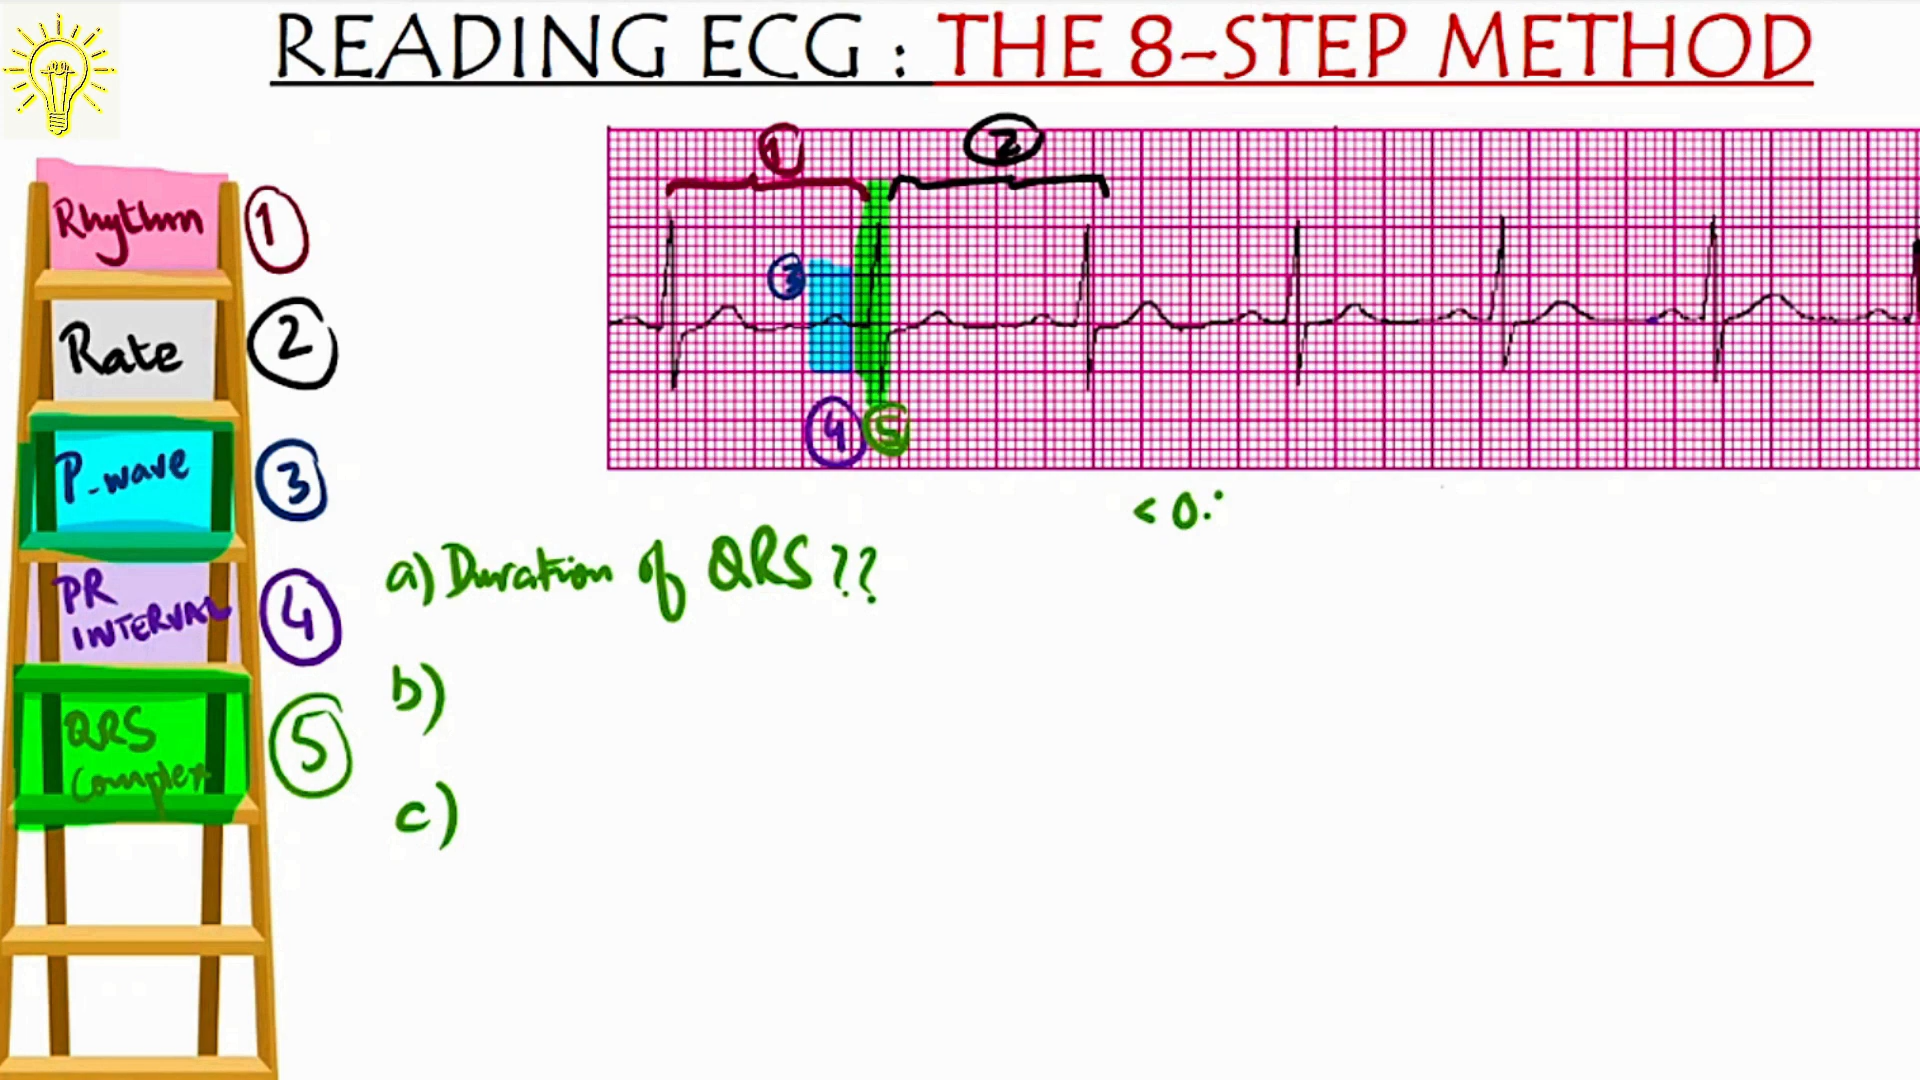 READING ECG : THE 8-STEP METHOD
1
2
3
4
5
Rhythm 1
Rate 2
P-wave 3
PR
INTERVAL 4
QRS
Complex 5
< 0.
a) Duration of QRS ??
b)
c)